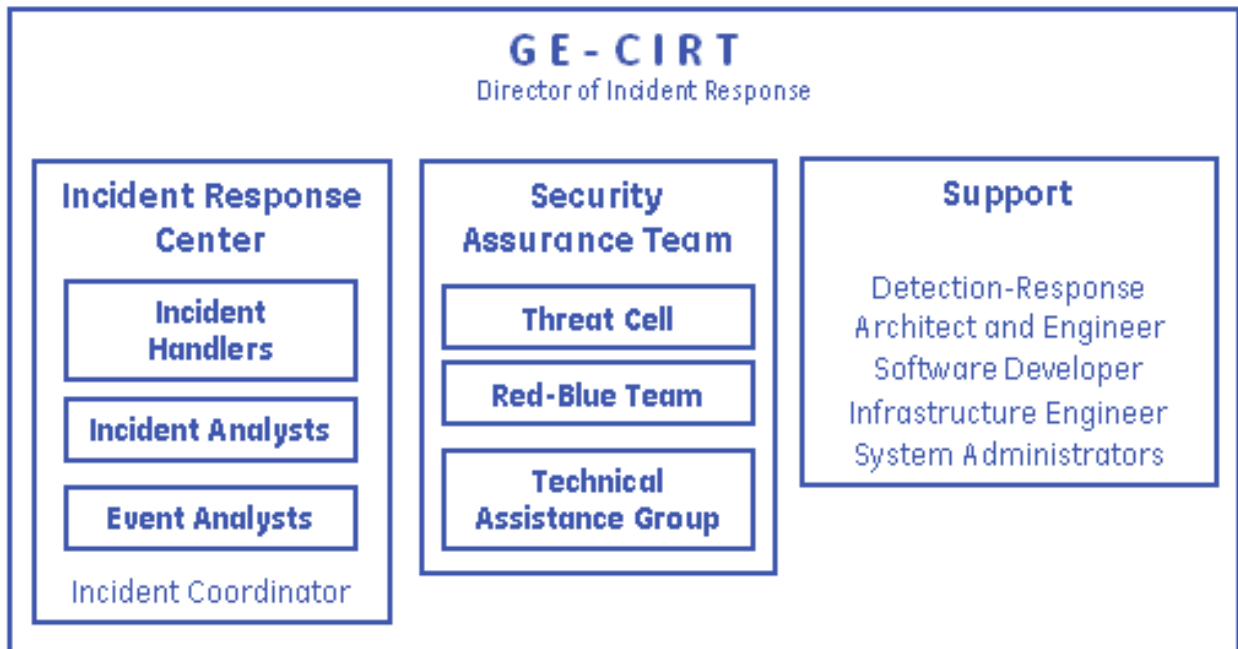 GE-CIRT
Director of Incident Response
Incident Response
Center
Incident
Handlers
Incident Analysts
Event Analysts
Incident Coordinator
Security
Assurance Team
Threat Cell
Red-Blue Team
Technical
Assistance Group
Support
Detection-Response
Architect and Engineer
Software Developer
Infrastructure Engineer
System Administrators